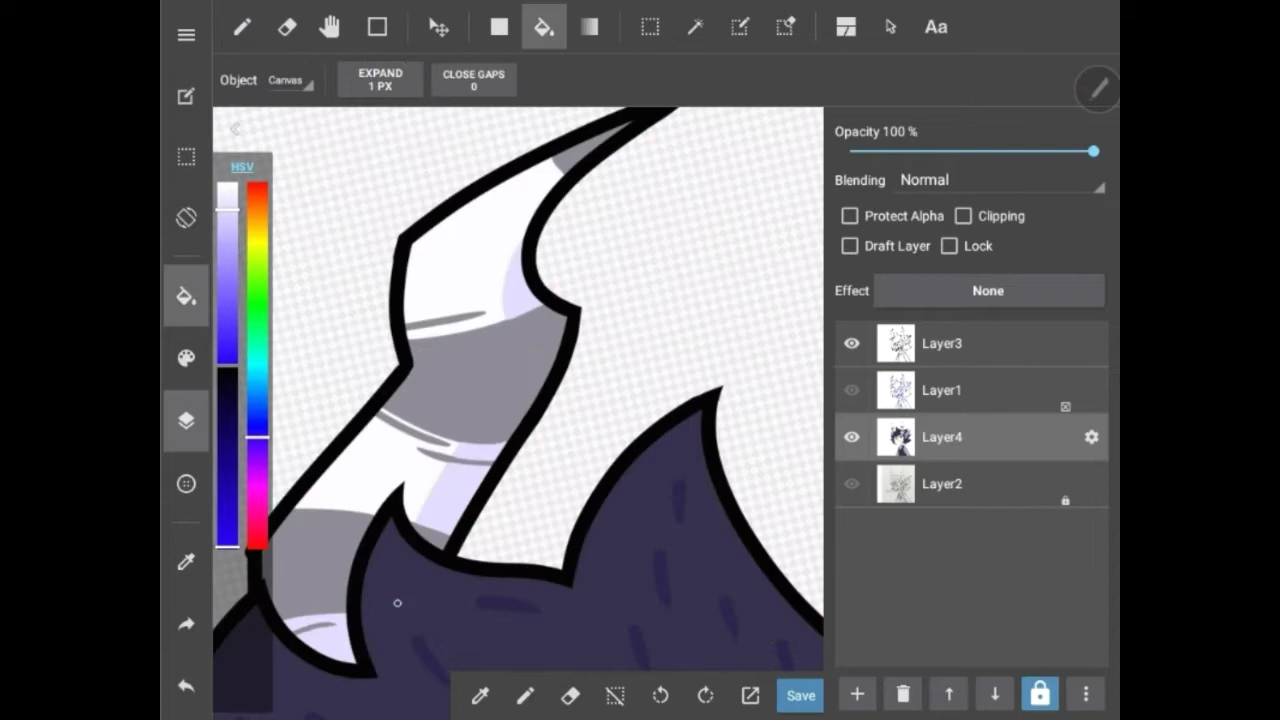 Aa
Object Canvas
EXPAND
1 PX
CLOSE GAPS
0
HSV
Opacity 100 %
Blending Normal
Protect Alpha Clipping
Draft Layer Lock
Effect None
Layer3
Layer1
Layer4
Layer2
Save